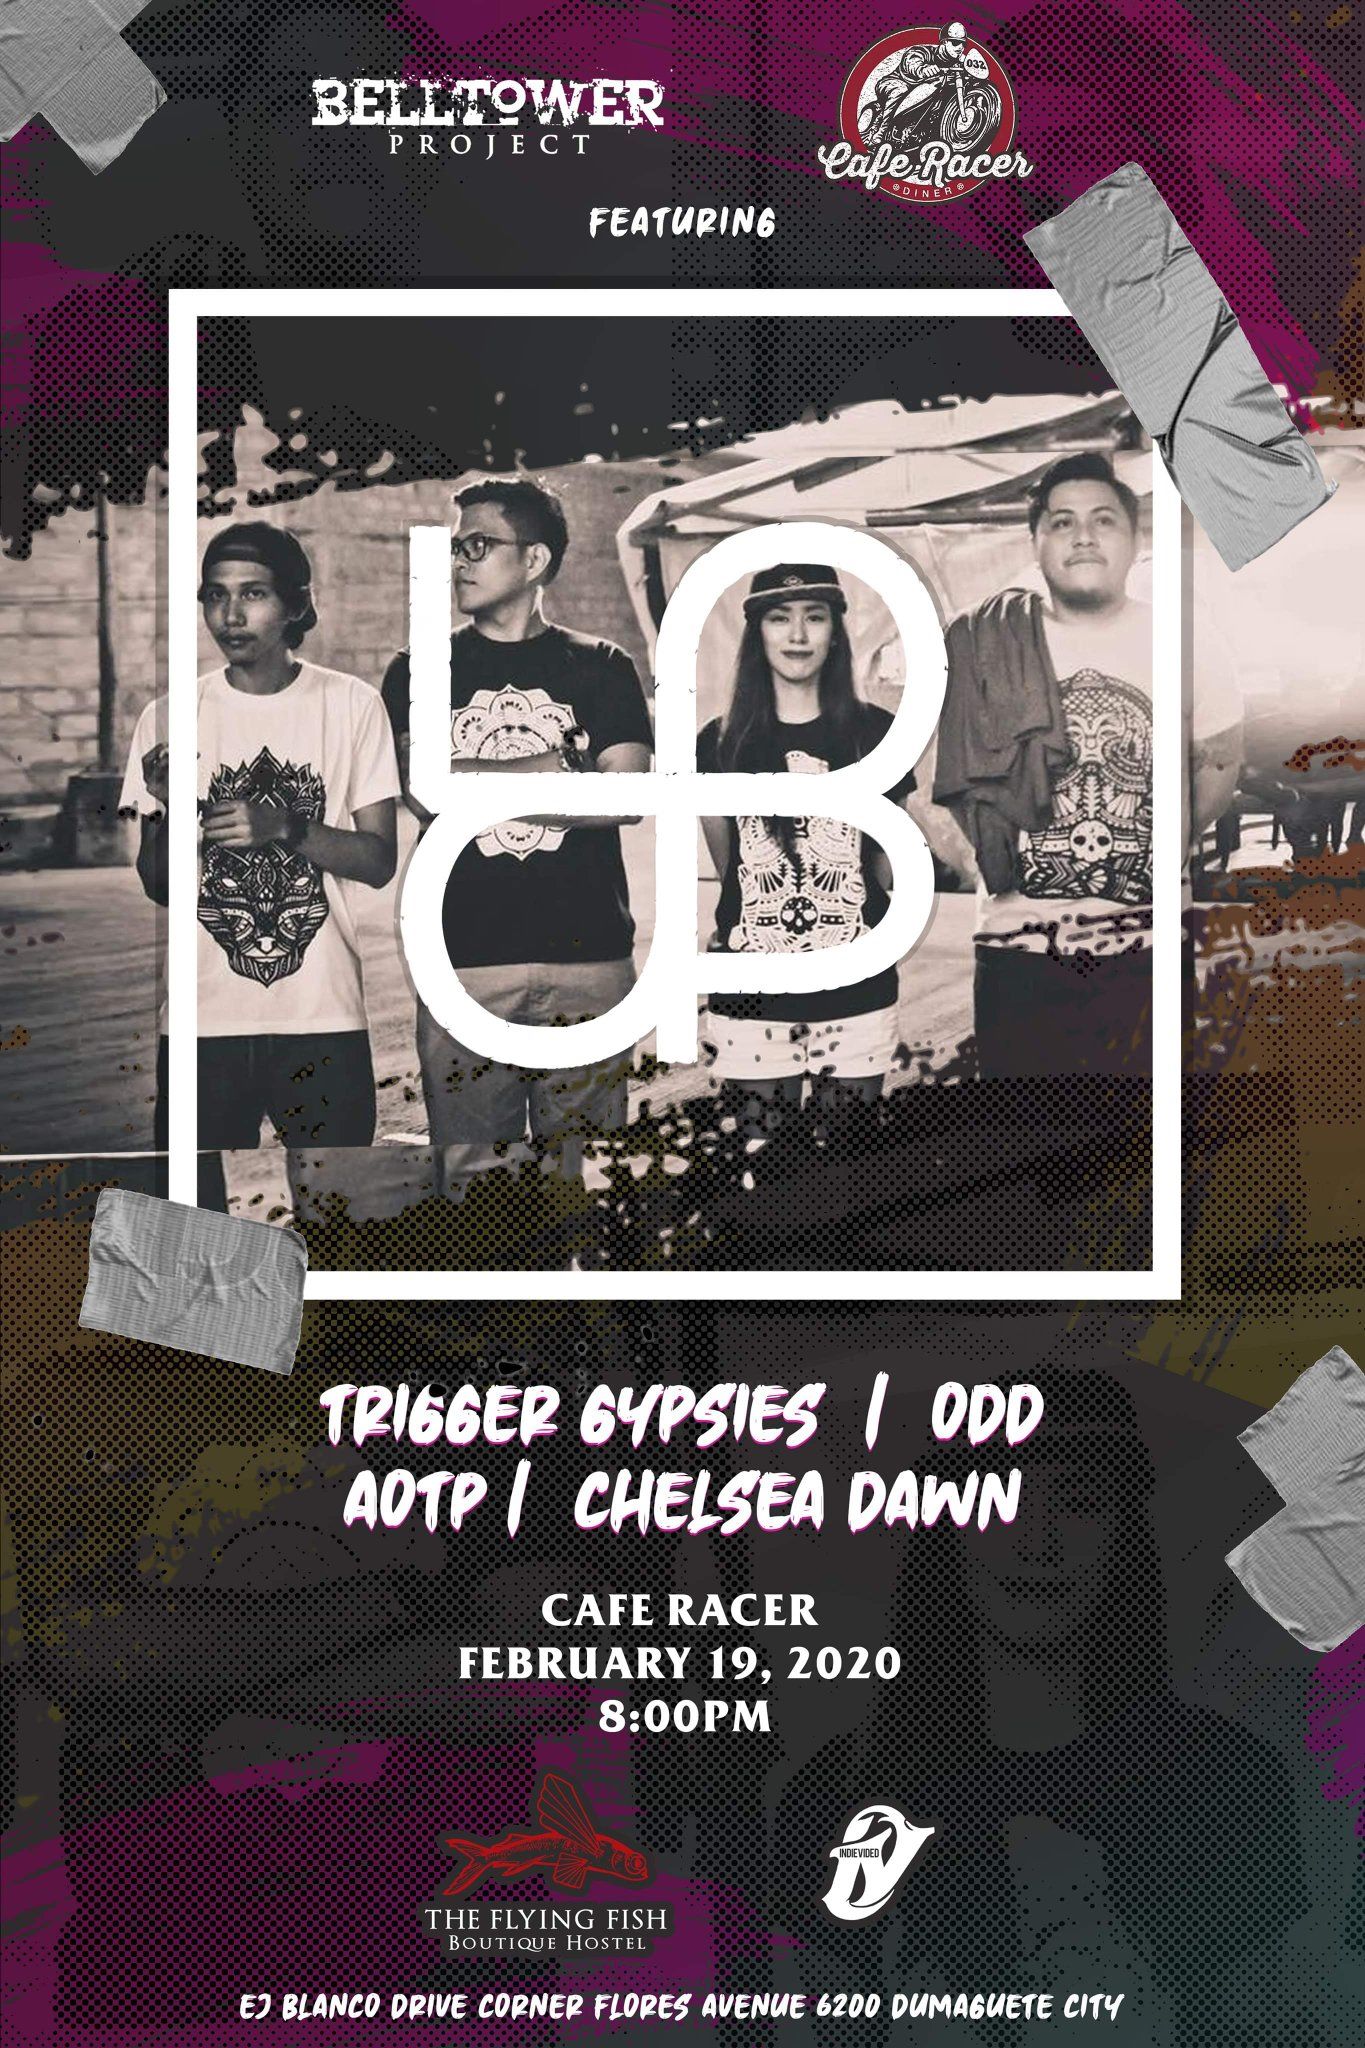 BELLTOWER
PROJECT
032
Cafe Racer
DINER
FEATURING
TRIGGER GYPSIES | ODD
AOTP | CHELSEA DAWN
CAFE RACER
FEBRUARY 19, 2020
8:00PM
INDIEVIDED
THE FLYING FISH
BOUTIQUE HOSTEL
EJ BLANCO DRIVE CORNER FLORES AVENUE 6200 DUMAGUETE CITY